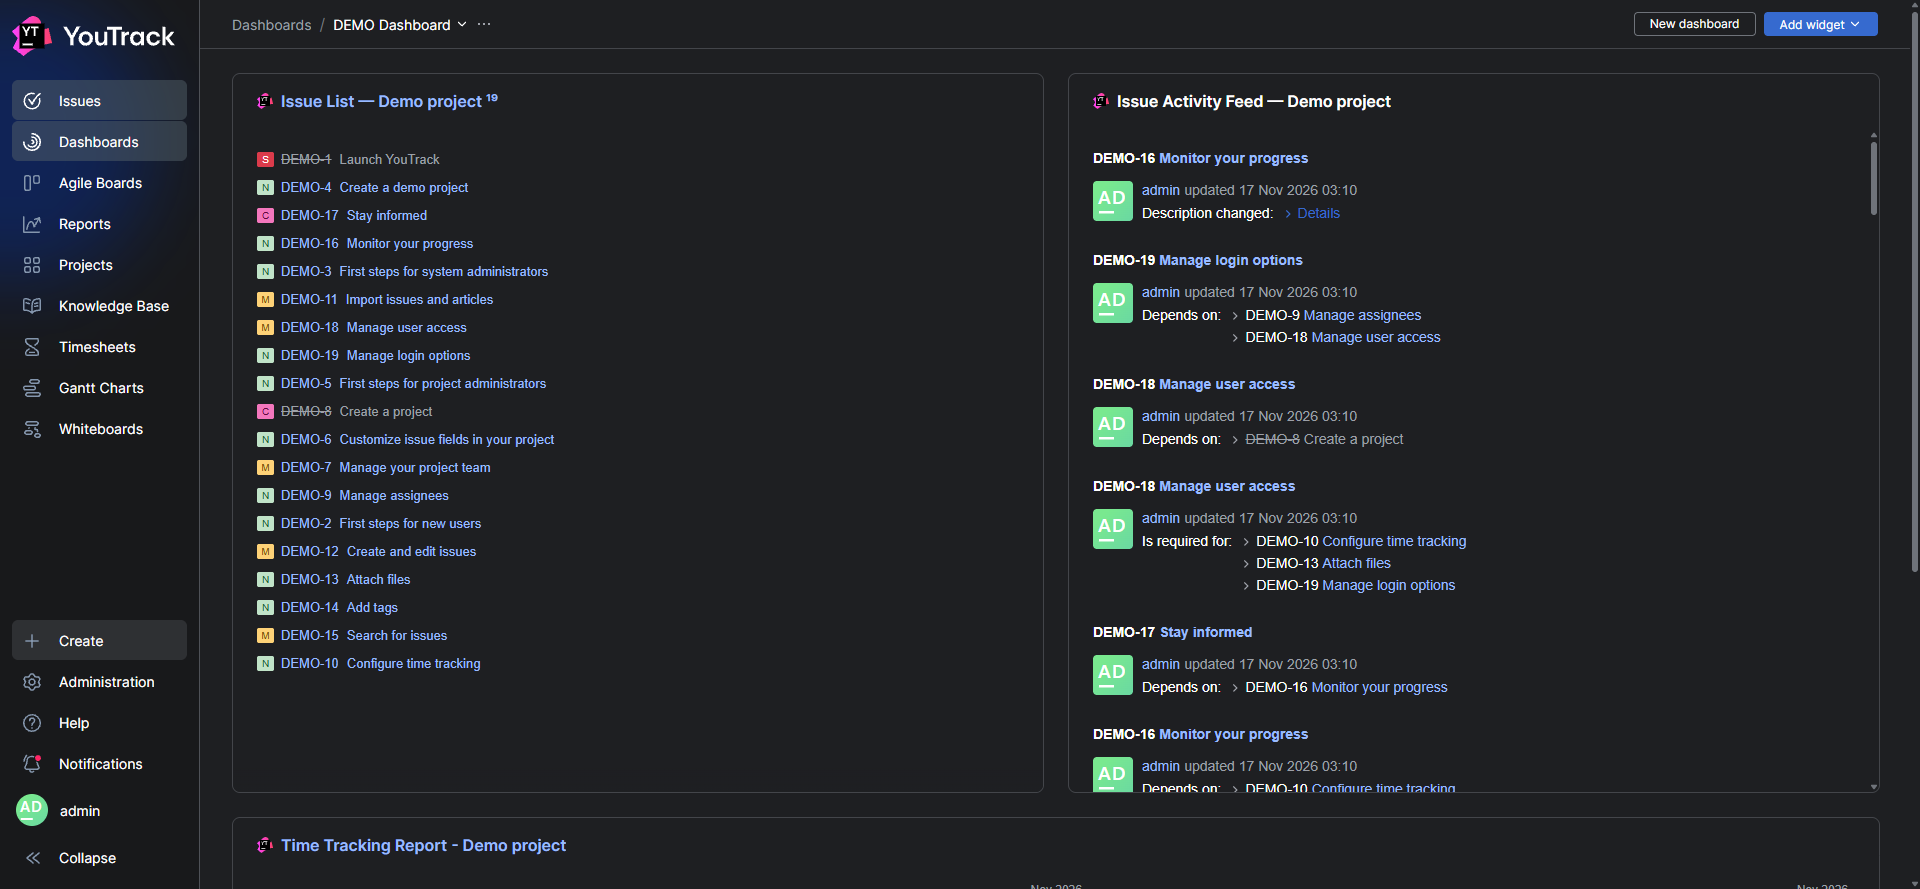 YT YouTrack
Issues
Dashboards
Agile Boards
Reports
Projects
Knowledge Base
Timesheets
Gantt Charts
Whiteboards
Create
Administration
Help
Notifications
AD admin
Collapse
Dashboards / DEMO Dashboard ...
New dashboard
Add widget
Issue List — Demo project 19
S DEMO-1 Launch YouTrack
N DEMO-4 Create a demo project
C DEMO-17 Stay informed
N DEMO-16 Monitor your progress
N DEMO-3 First steps for system administrators
M DEMO-11 Import issues and articles
M DEMO-18 Manage user access
N DEMO-19 Manage login options
N DEMO-5 First steps for project administrators
C DEMO-8 Create a project
N DEMO-6 Customize issue fields in your project
M DEMO-7 Manage your project team
N DEMO-9 Manage assignees
N DEMO-2 First steps for new users
M DEMO-12 Create and edit issues
N DEMO-13 Attach files
N DEMO-14 Add tags
M DEMO-15 Search for issues
N DEMO-10 Configure time tracking
Issue Activity Feed — Demo project
DEMO-16 Monitor your progress
AD admin updated 17 Nov 2026 03:10
Description changed: > Details
DEMO-19 Manage login options
AD admin updated 17 Nov 2026 03:10
Depends on: > DEMO-9 Manage assignees
> DEMO-18 Manage user access
DEMO-18 Manage user access
AD admin updated 17 Nov 2026 03:10
Depends on: > DEMO-8 Create a project
DEMO-18 Manage user access
AD admin updated 17 Nov 2026 03:10
Is required for: > DEMO-10 Configure time tracking
> DEMO-13 Attach files
> DEMO-19 Manage login options
DEMO-17 Stay informed
AD admin updated 17 Nov 2026 03:10
Depends on: > DEMO-16 Monitor your progress
DEMO-16 Monitor your progress
AD admin updated 17 Nov 2026 03:10
Depends on: > DEMO-10 Configure time tracking
Time Tracking Report - Demo project
Nov 2026 Nov 2026